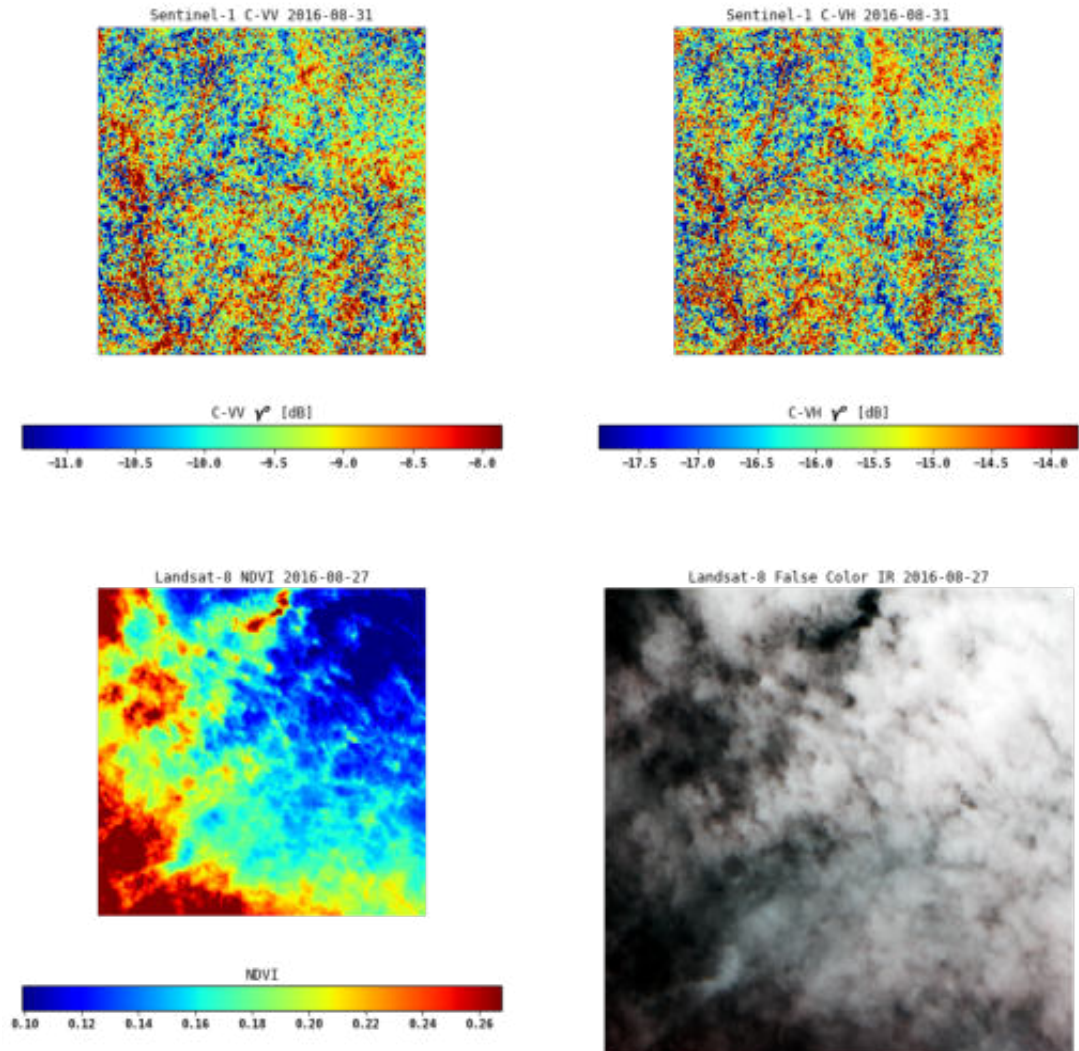 Sentinel-1 C-VV 2016-08-31
Sentinel-1 C-VH 2016-08-31
C-VV γ° [dB]
C-VH γ° [dB]
−11.0 −10.5 −10.0 −9.5 −9.0 −8.5 −8.0
−17.5 −17.0 −16.5 −16.0 −15.5 −15.0 −14.5 −14.0
Landsat-8 NDVI 2016-08-27
Landsat-8 False Color IR 2016-08-27
NDVI
0.10 0.12 0.14 0.16 0.18 0.20 0.22 0.24 0.26